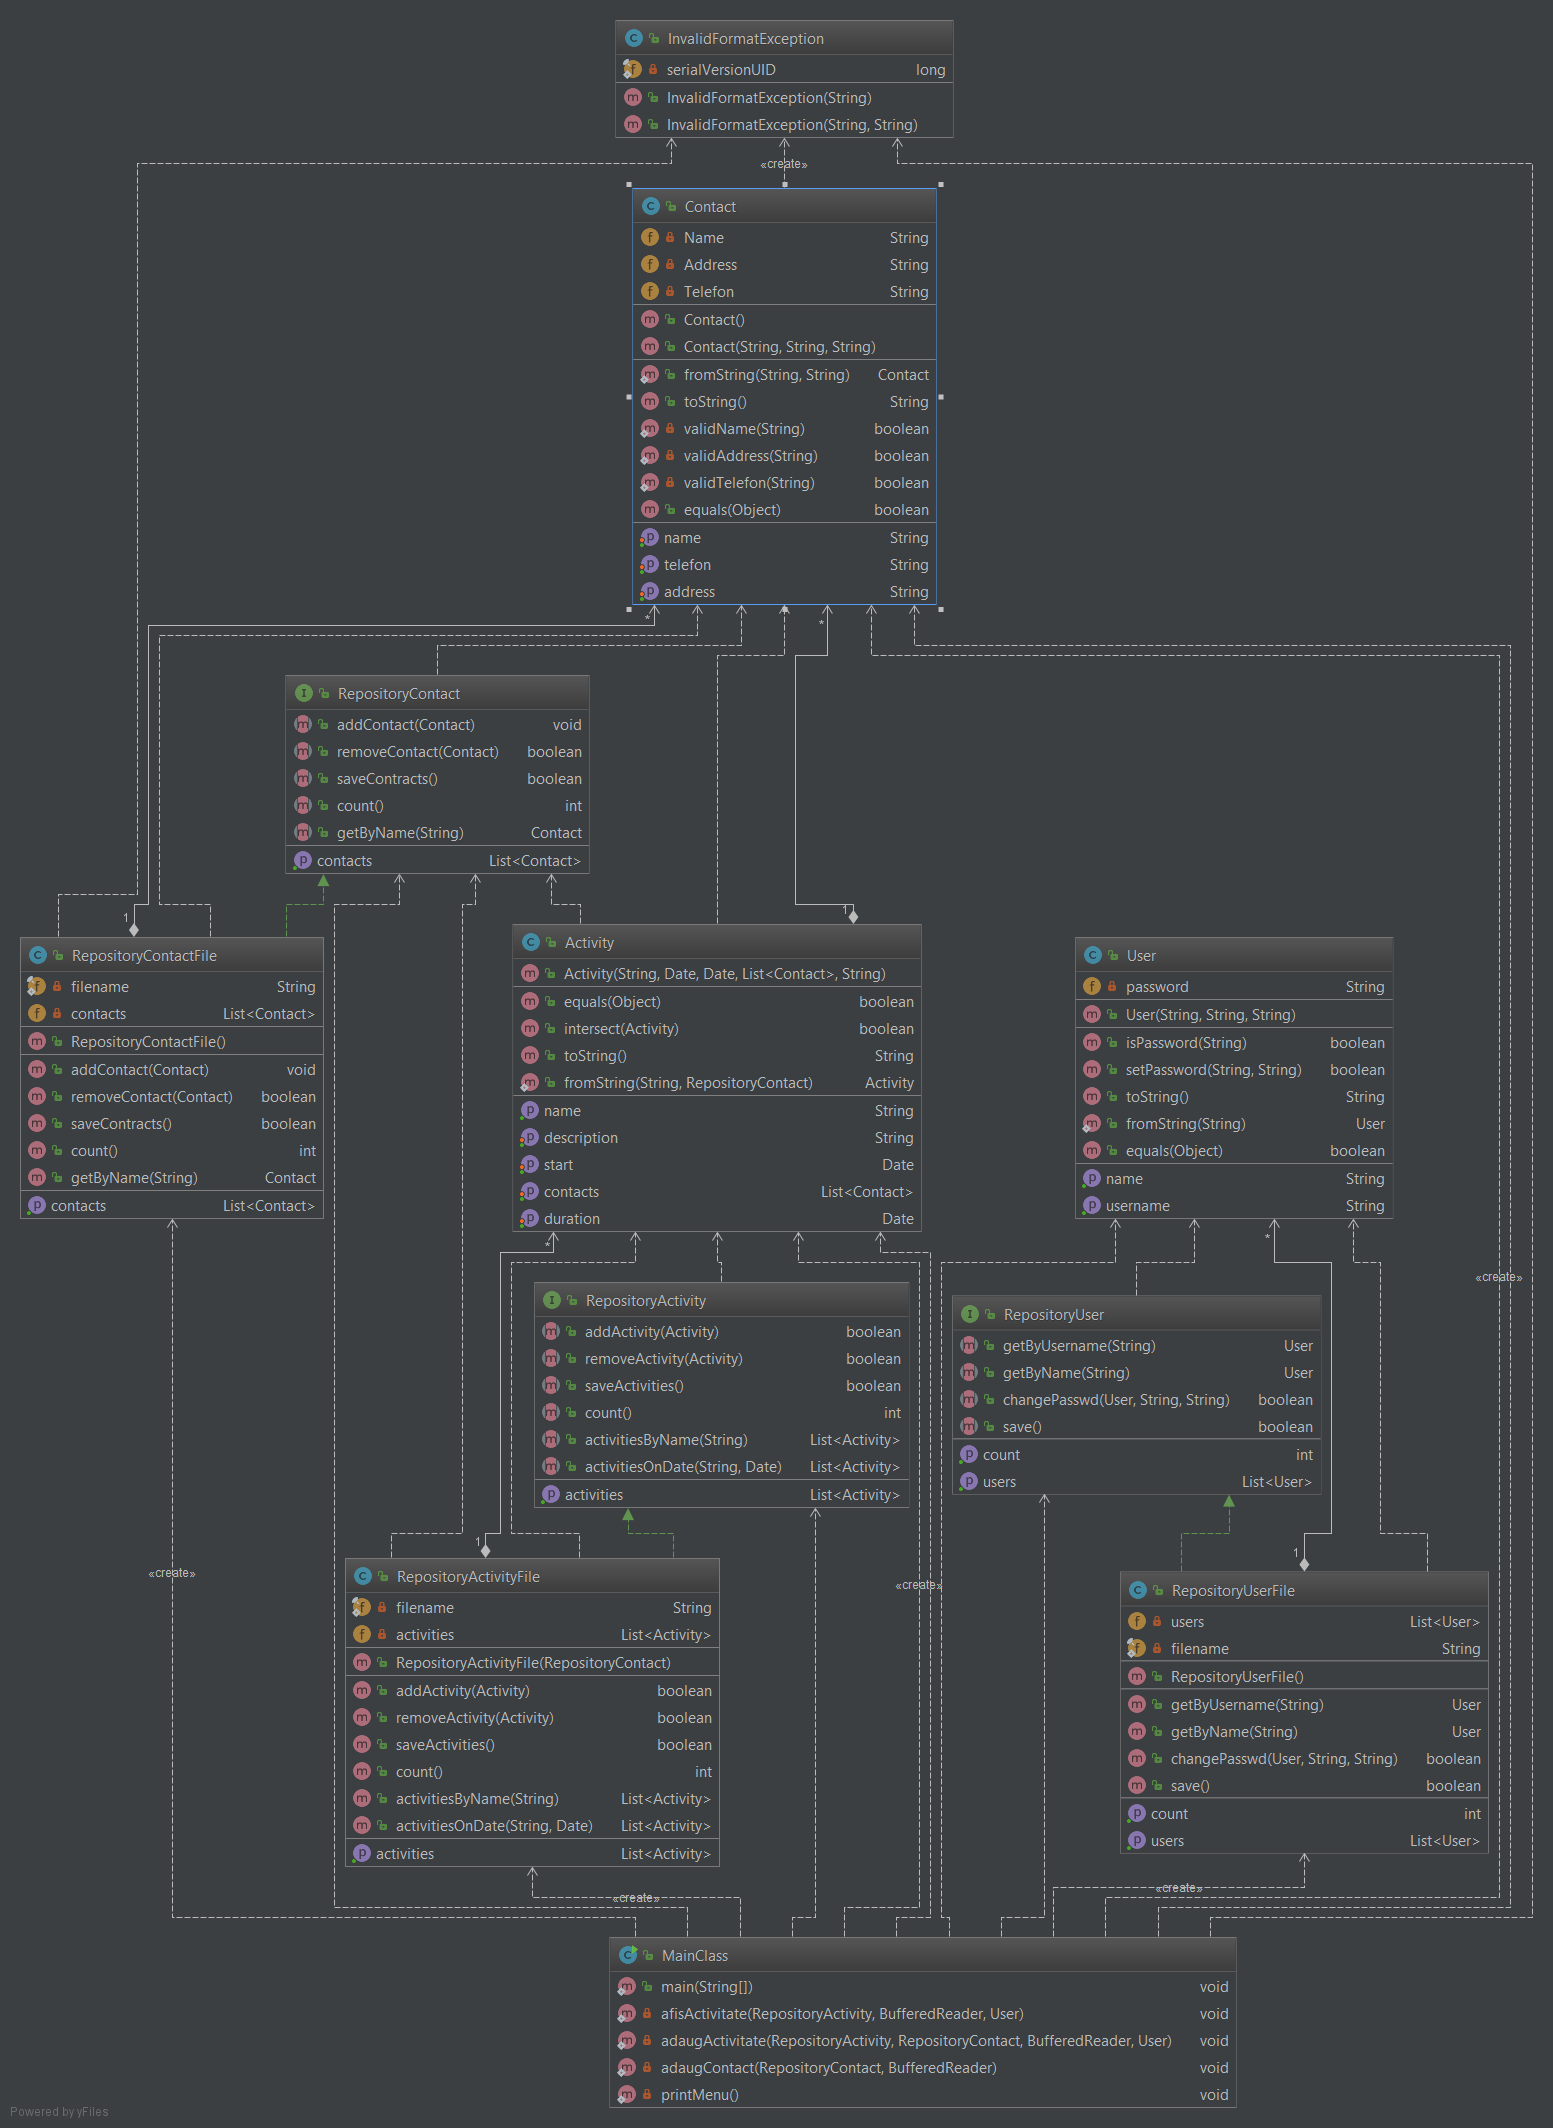 InvalidFormatException
serialVersionUID long
InvalidFormatException(String)
InvalidFormatException(String, String)
«create»
Contact
Name String
Address String
Telefon String
Contact()
Contact(String, String, String)
fromString(String, String) Contact
toString() String
validName(String) boolean
validAddress(String) boolean
validTelefon(String) boolean
equals(Object) boolean
name String
telefon String
address String
*
*
RepositoryContact
addContact(Contact) void
removeContact(Contact) boolean
saveContracts() boolean
count() int
getByName(String) Contact
contacts List<Contact>
1
1
RepositoryContactFile
filename String
contacts List<Contact>
RepositoryContactFile()
addContact(Contact) void
removeContact(Contact) boolean
saveContracts() boolean
count() int
getByName(String) Contact
contacts List<Contact>
Activity
Activity(String, Date, Date, List<Contact>, String)
equals(Object) boolean
intersect(Activity) boolean
toString() String
fromString(String, RepositoryContact) Activity
name String
description String
start Date
contacts List<Contact>
duration Date
User
password String
User(String, String, String)
isPassword(String) boolean
setPassword(String, String) boolean
toString() String
fromString(String) User
equals(Object) boolean
name String
username String
*
*
«create»
RepositoryActivity
addActivity(Activity) boolean
removeActivity(Activity) boolean
saveActivities() boolean
count() int
activitiesByName(String) List<Activity>
activitiesOnDate(String, Date) List<Activity>
activities List<Activity>
RepositoryUser
getByUsername(String) User
getByName(String) User
changePasswd(User, String, String) boolean
save() boolean
count int
users List<User>
1
1
«create»
«create»
RepositoryActivityFile
filename String
activities List<Activity>
RepositoryActivityFile(RepositoryContact)
addActivity(Activity) boolean
removeActivity(Activity) boolean
saveActivities() boolean
count() int
activitiesByName(String) List<Activity>
activitiesOnDate(String, Date) List<Activity>
activities List<Activity>
RepositoryUserFile
users List<User>
filename String
RepositoryUserFile()
getByUsername(String) User
getByName(String) User
changePasswd(User, String, String) boolean
save() boolean
count int
users List<User>
«create»
«create»
MainClass
main(String[]) void
afisActivitate(RepositoryActivity, BufferedReader, User) void
adaugActivitate(RepositoryActivity, RepositoryContact, BufferedReader, User) void
adaugContact(RepositoryContact, BufferedReader) void
printMenu() void
Powered by yFiles